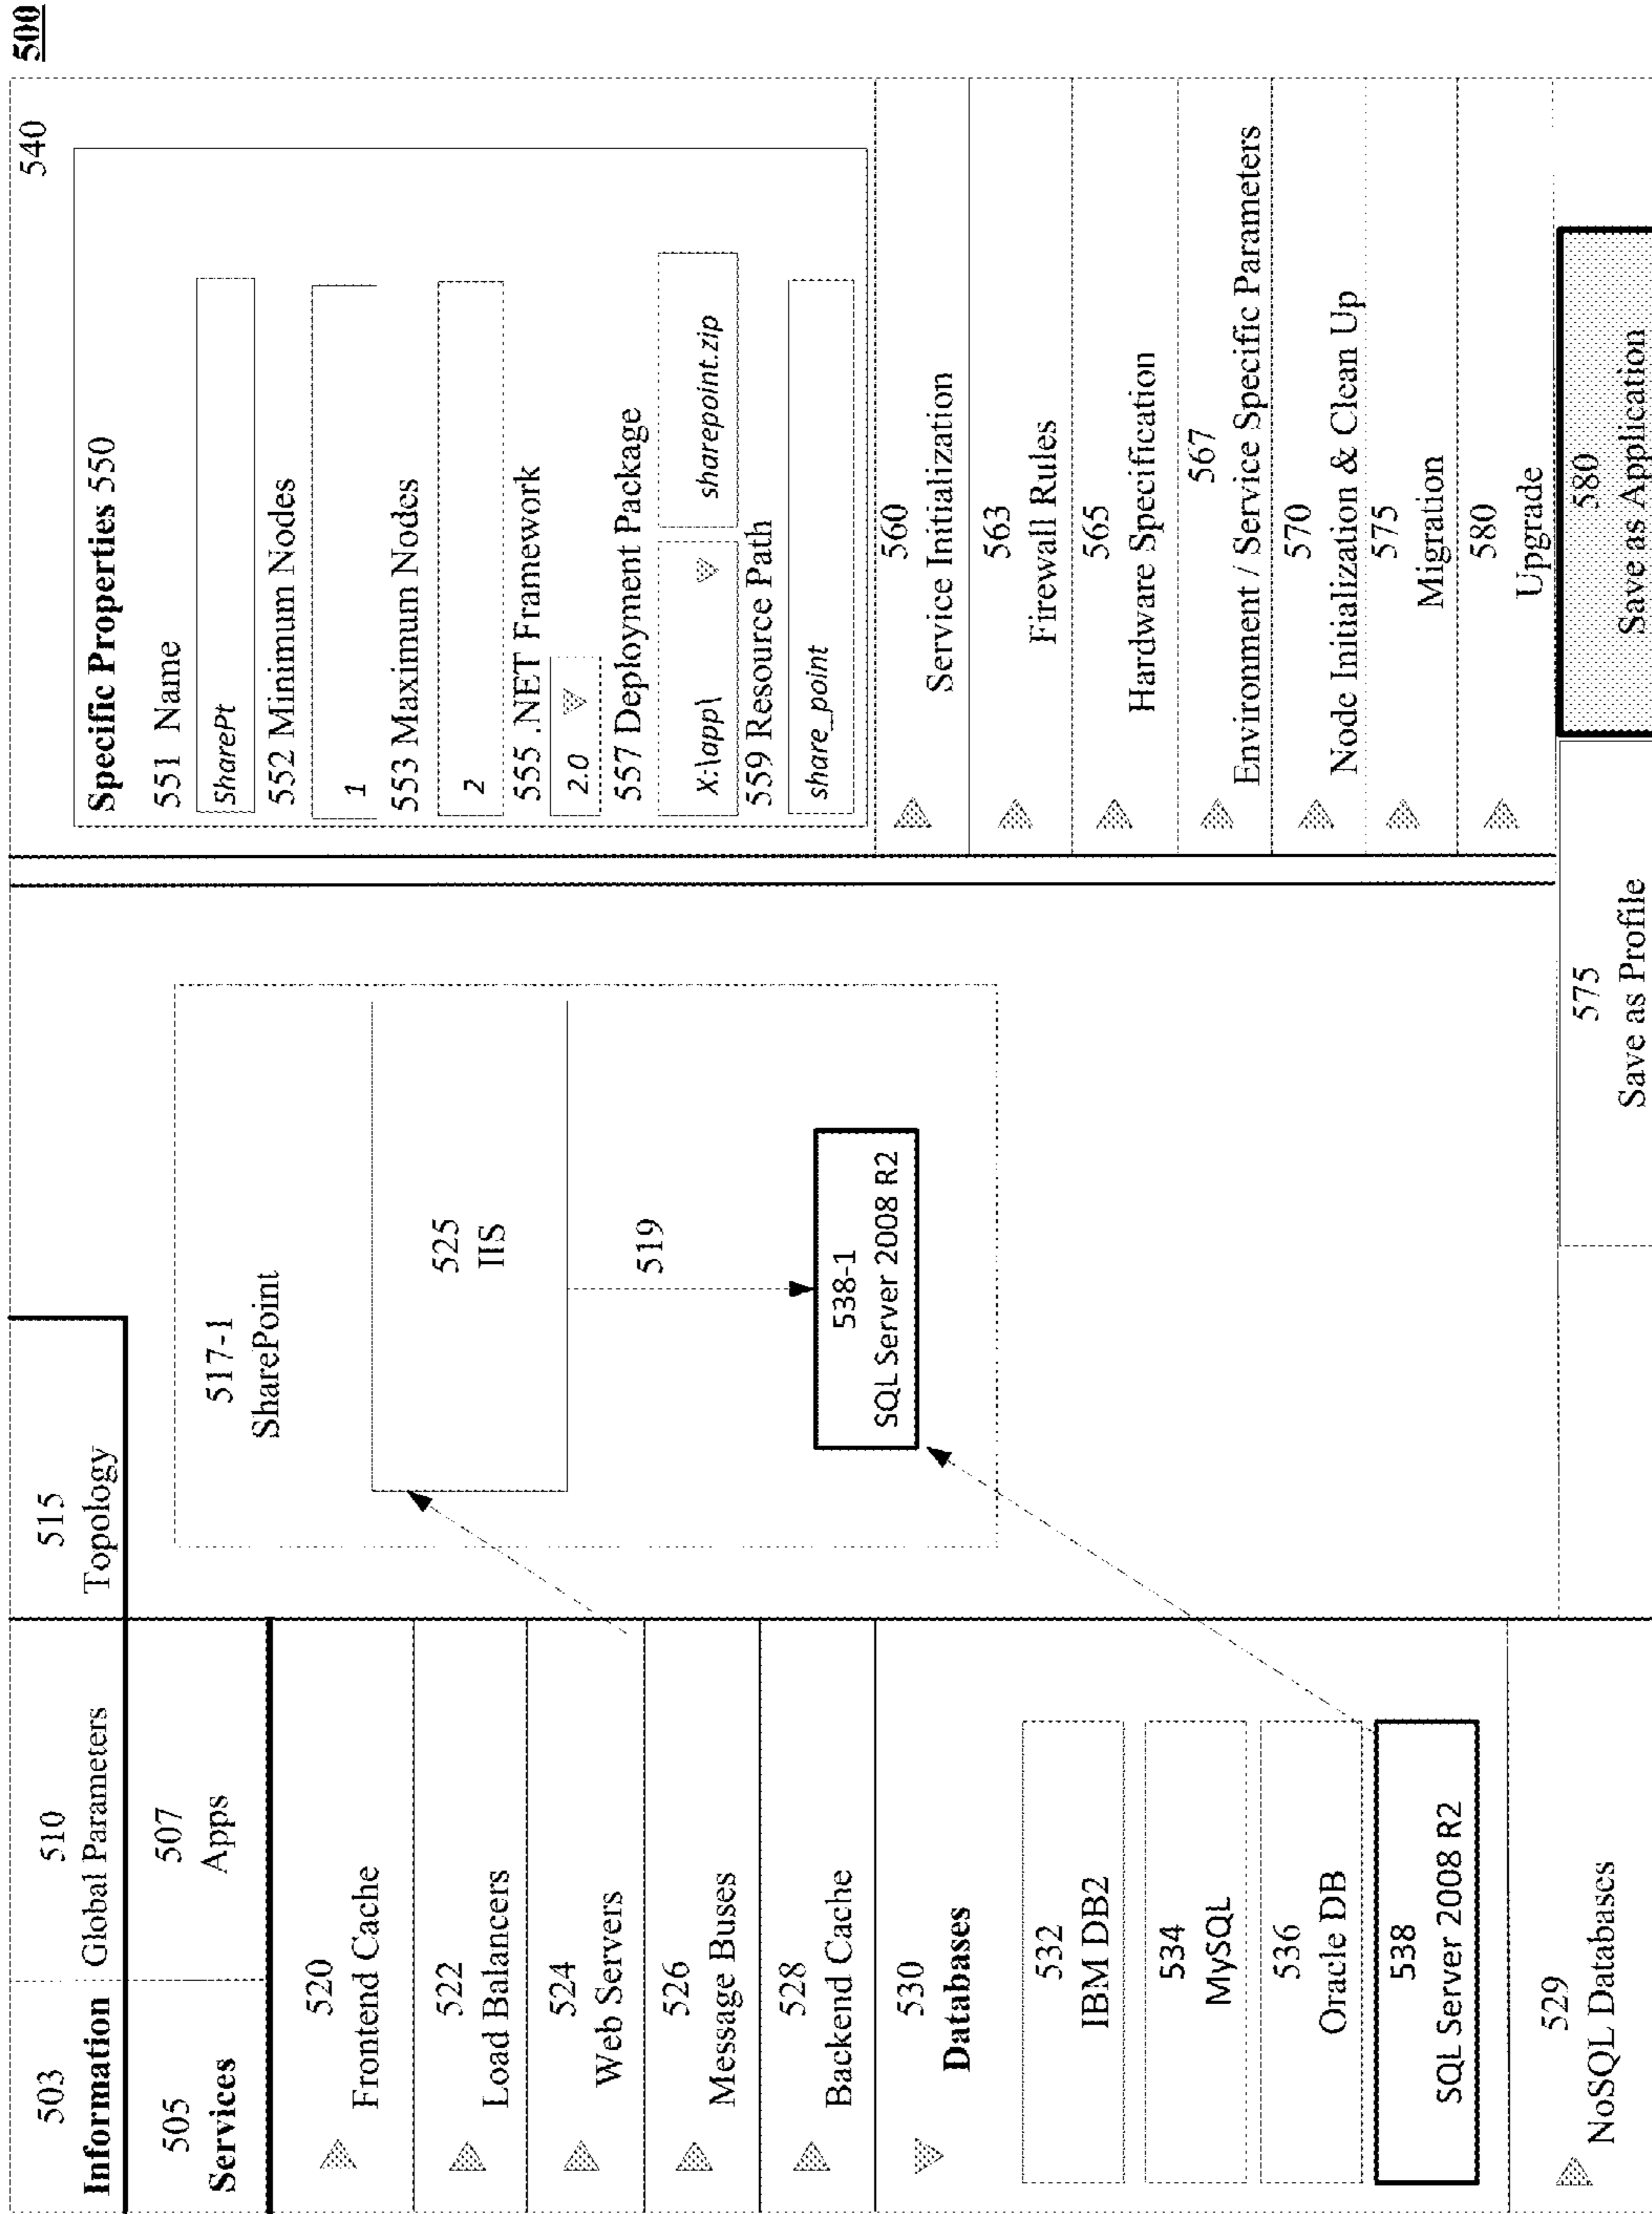 500
503
Information
510
Global Parameters
515
Topology
540
505
Services
507
Apps
520
Frontend Cache
522
Load Balancers
524
Web Servers
526
Message Buses
528
Backend Cache
530
Databases
532
IBM DB2
534
MySQL
536
Oracle DB
538
SQL Server 2008 R2
529
NoSQL Databases
517-1
SharePoint
525
IIS
519
538-1
SQL Server 2008 R2
Specific Properties 550
551 Name
SharePt
552 Minimum Nodes
1
553 Maximum Nodes
2
555 .NET Framework
2.0
557 Deployment Package
X:\app\
sharepoint.zip
559 Resource Path
share_point
560
Service Initialization
563
Firewall Rules
565
Hardware Specification
567
Environment / Service Specific Parameters
570
Node Initialization & Clean Up
575
Migration
580
Upgrade
575
Save as Profile
580
Save as Application